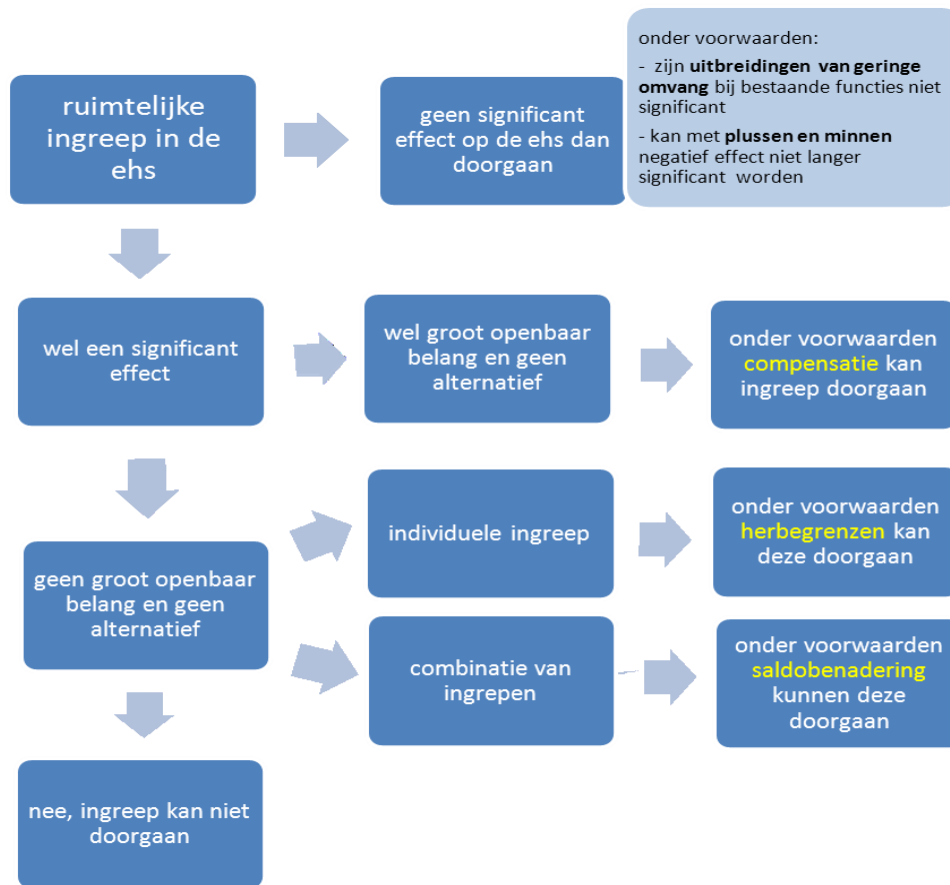 ruimtelijke
ingreep in de
ehs
geen significant
effect op de ehs dan
doorgaan
onder voorwaarden:
- zijn uitbreidingen van geringe
omvang bij bestaande functies niet
significant
- kan met plussen en minnen
negatief effect niet langer
significant worden
wel een significant
effect
wel groot openbaar
belang en geen
alternatief
onder voorwaarden
compensatie kan
ingreep doorgaan
geen groot openbaar
belang en geen
alternatief
individuele ingreep
onder voorwaarden
herbegrenzen kan
deze doorgaan
combinatie van
ingrepen
onder voorwaarden
saldobenadering
kunnen deze
doorgaan
nee, ingreep kan niet
doorgaan